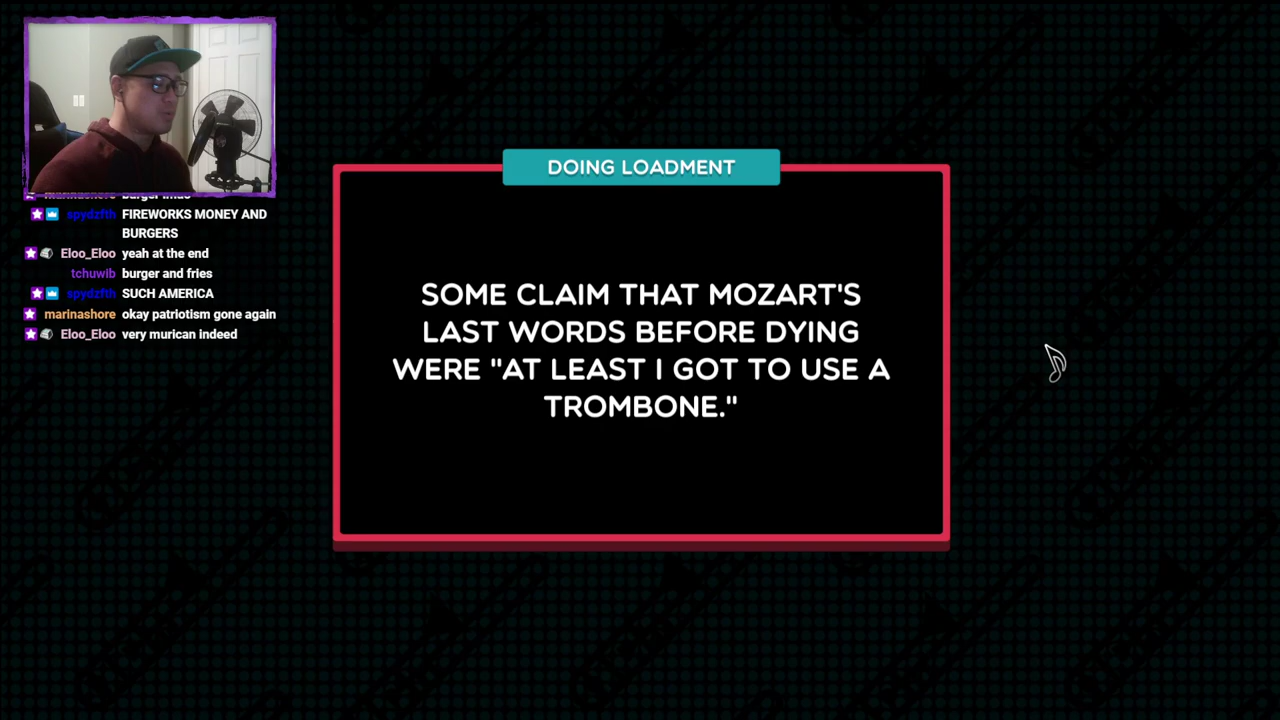 spydzfth FIREWORKS MONEY AND
BURGERS
Eloo_Eloo yeah at the end
tchuwib burger and fries
spydzfth SUCH AMERICA
marinashore okay patriotism gone again
Eloo_Eloo very murican indeed
DOING LOADMENT
SOME CLAIM THAT MOZART'S
LAST WORDS BEFORE DYING
WERE "AT LEAST I GOT TO USE A
TROMBONE."